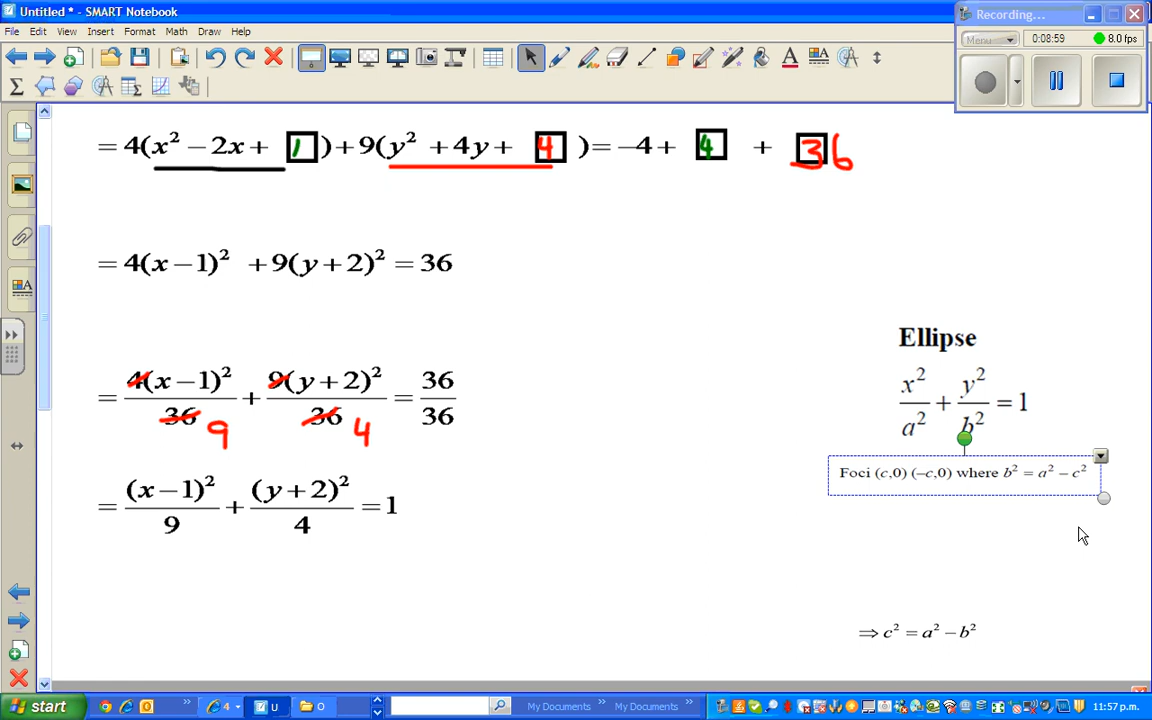 Untitled * - SMART Notebook
Recording...
File Edit View Insert Format Math Draw Help
Menu 0:08:59 8.0 fps
= 4(x² − 2x + 1) + 9(y² + 4y + 4) = −4 + 4 + 36
= 4(x − 1)² + 9(y + 2)² = 36
Ellipse
x²/a² + y²/b² = 1
= 4(x − 1)²/36 9 + 9(y + 2)²/36 4 = 36/36
Foci (c,0) (−c,0) where b² = a² − c²
= (x − 1)²/9 + (y + 2)²/4 = 1
⇒ c² = a² − b²
start 4 U O My Documents My Documents 11:57 p.m.